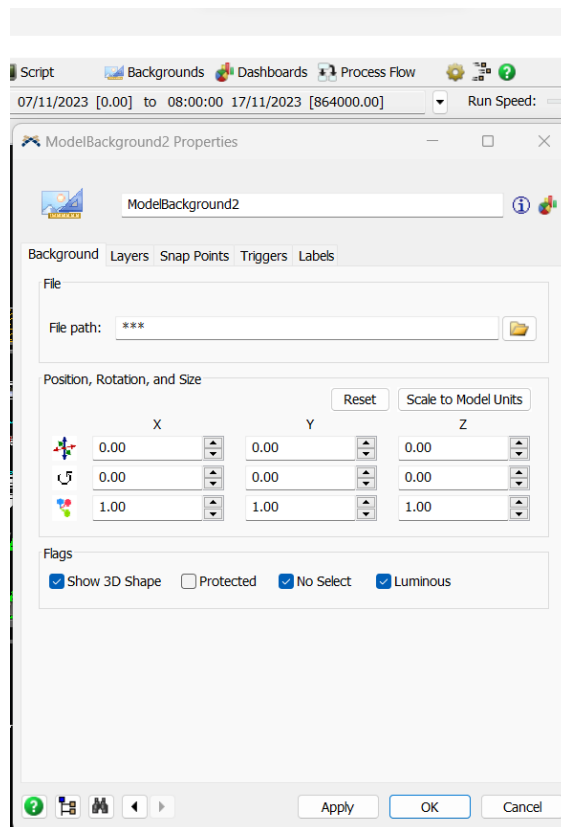 Script Backgrounds Dashboards Process Flow
07/11/2023 [0.00] to 08:00:00 17/11/2023 [864000.00] Run Speed:
ModelBackground2 Properties
ModelBackground2
Background Layers Snap Points Triggers Labels
File
File path: ***
Position, Rotation, and Size
Reset Scale to Model Units
X Y Z
0.00 0.00 0.00
0.00 0.00 0.00
1.00 1.00 1.00
Flags
Show 3D Shape Protected No Select Luminous
Apply OK Cancel